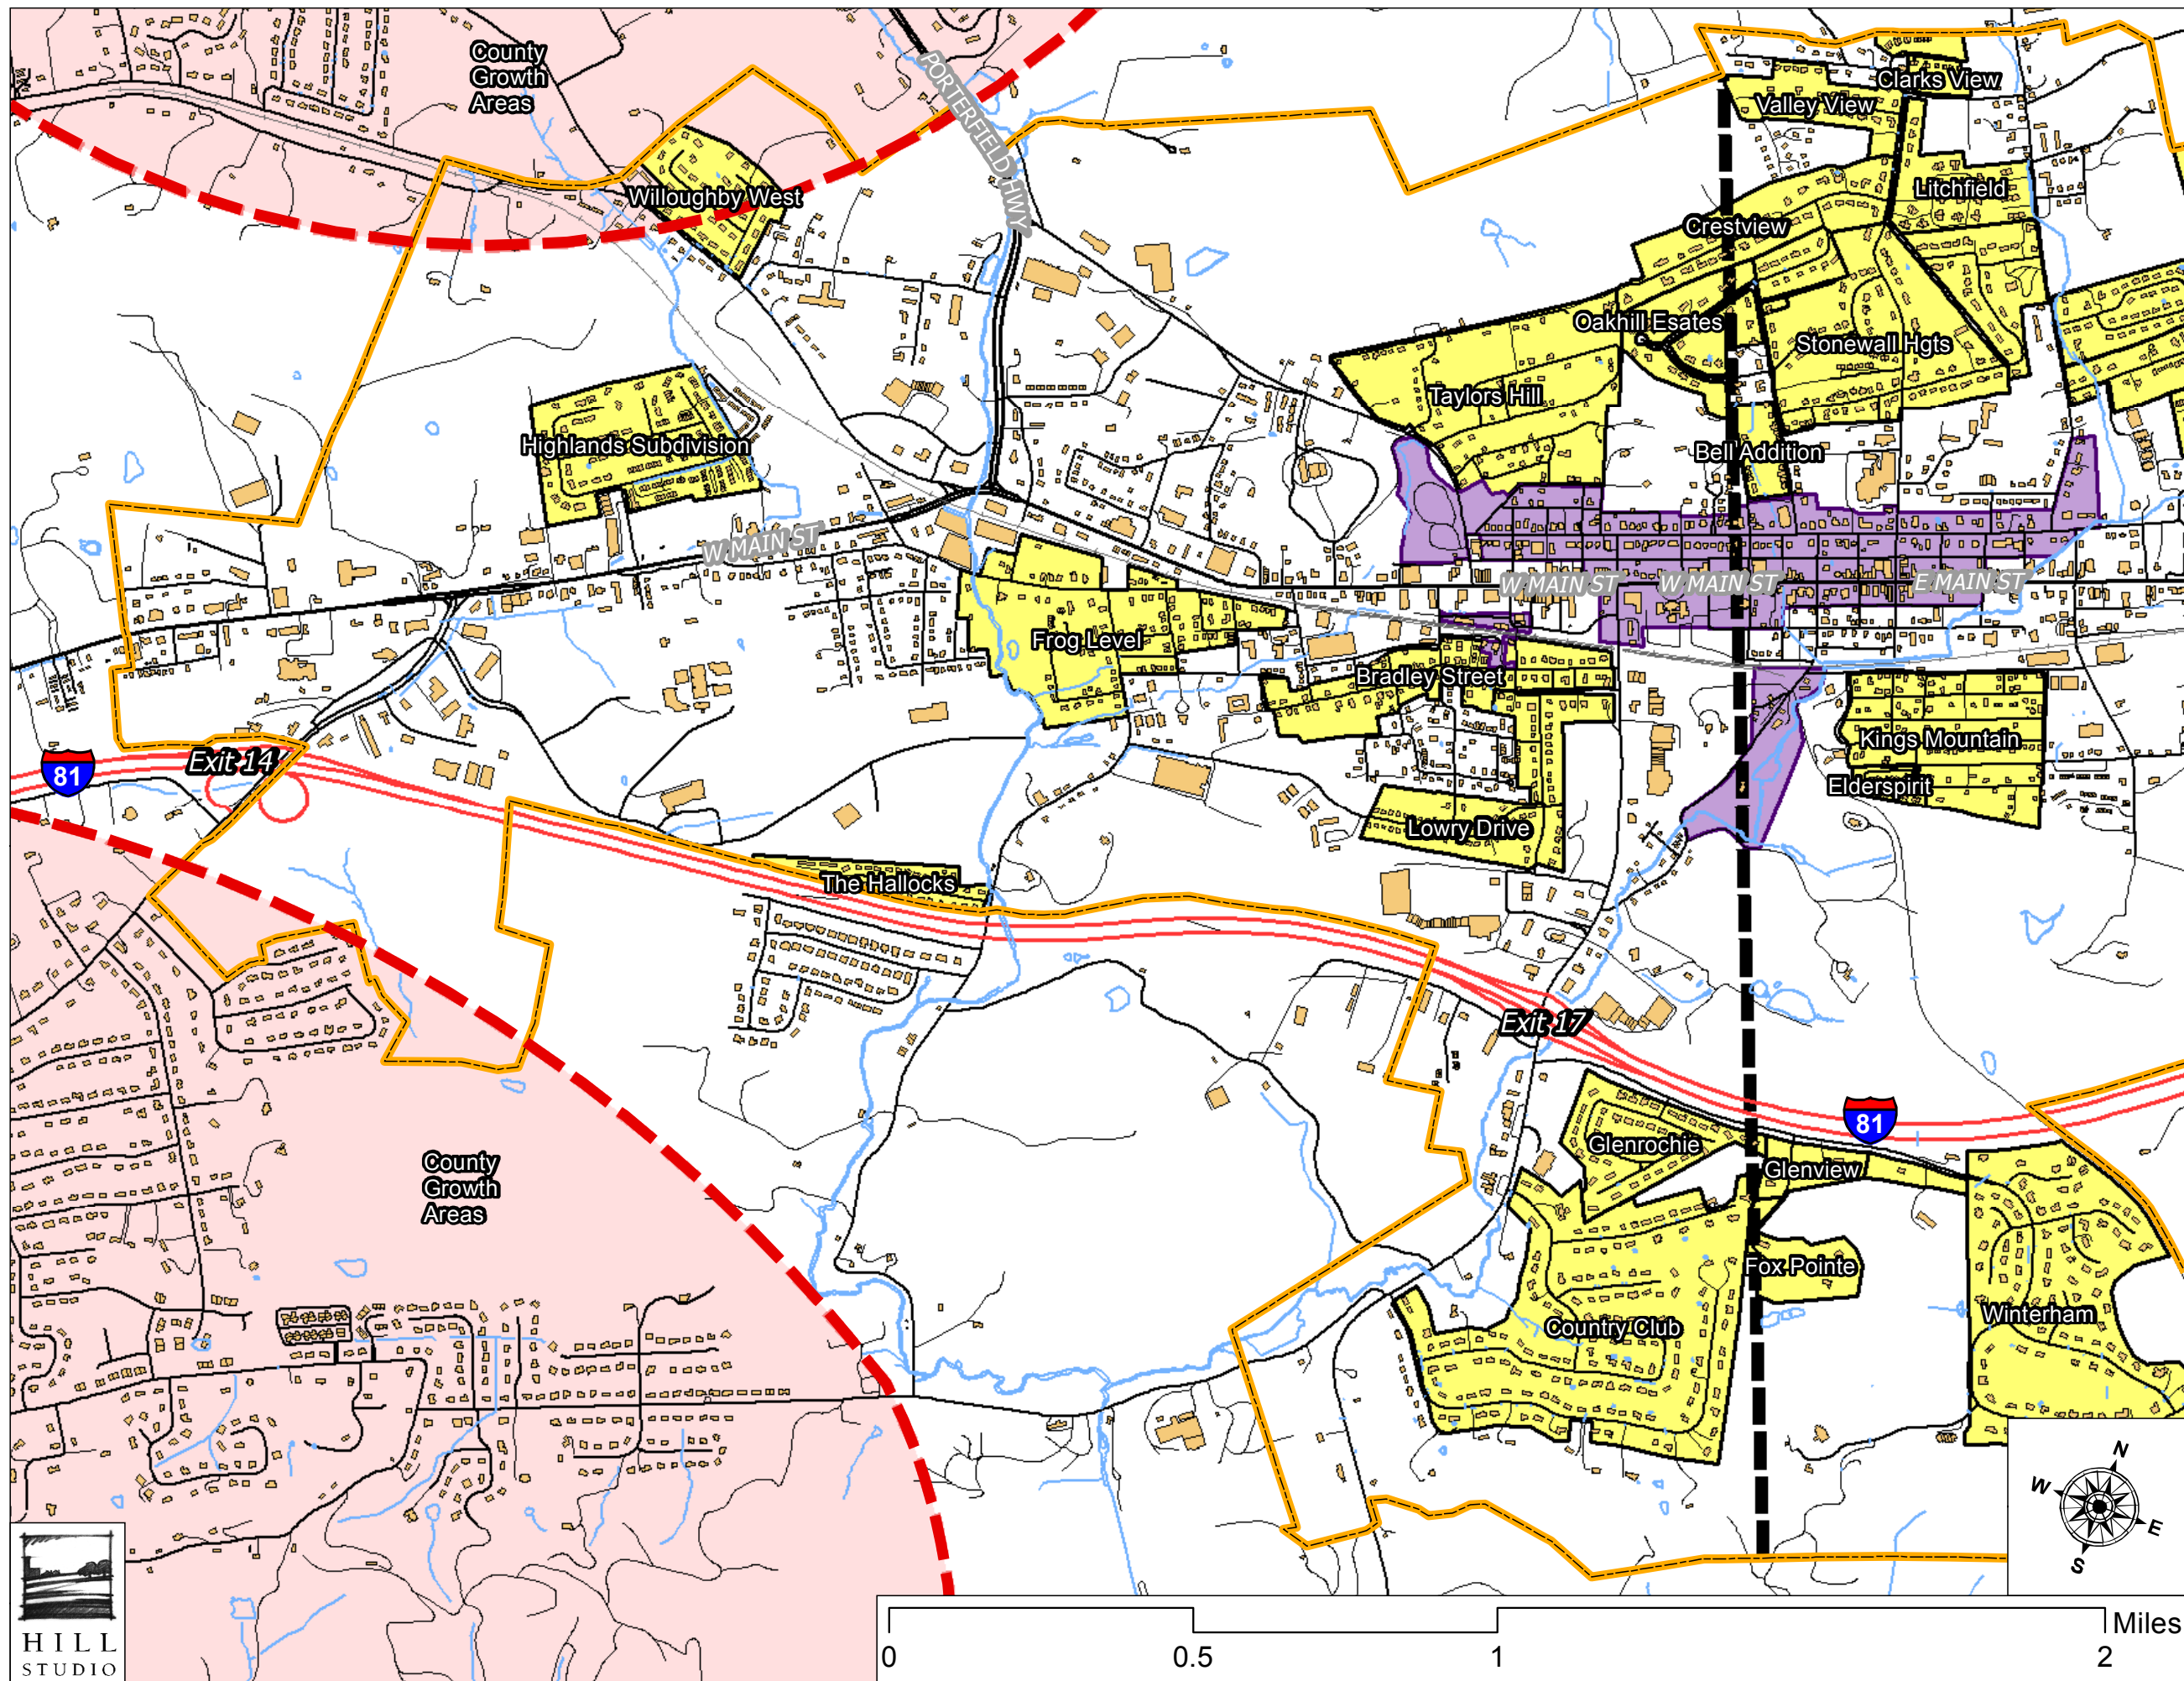 County
Growth
Areas
PORTERFIELD HWY
Clarks View
Valley View
Willoughby West
Litchfield
Crestview
Oakhill Esates
Stonewall Hgts
Taylors Hill
Highlands Subdivision
Bell Addition
W MAIN ST
W MAIN ST
W MAIN ST
E MAIN ST
Frog Level
Bradley Street
Kings Mountain
Exit 14
81
Elderspirit
Lowry Drive
The Hallocks
Exit 17
81
Glenrochie
Glenview
County
Growth
Areas
Fox Pointe
Winterham
Country Club
N
W
E
S
HILL
STUDIO
Miles
0
0.5
1
2